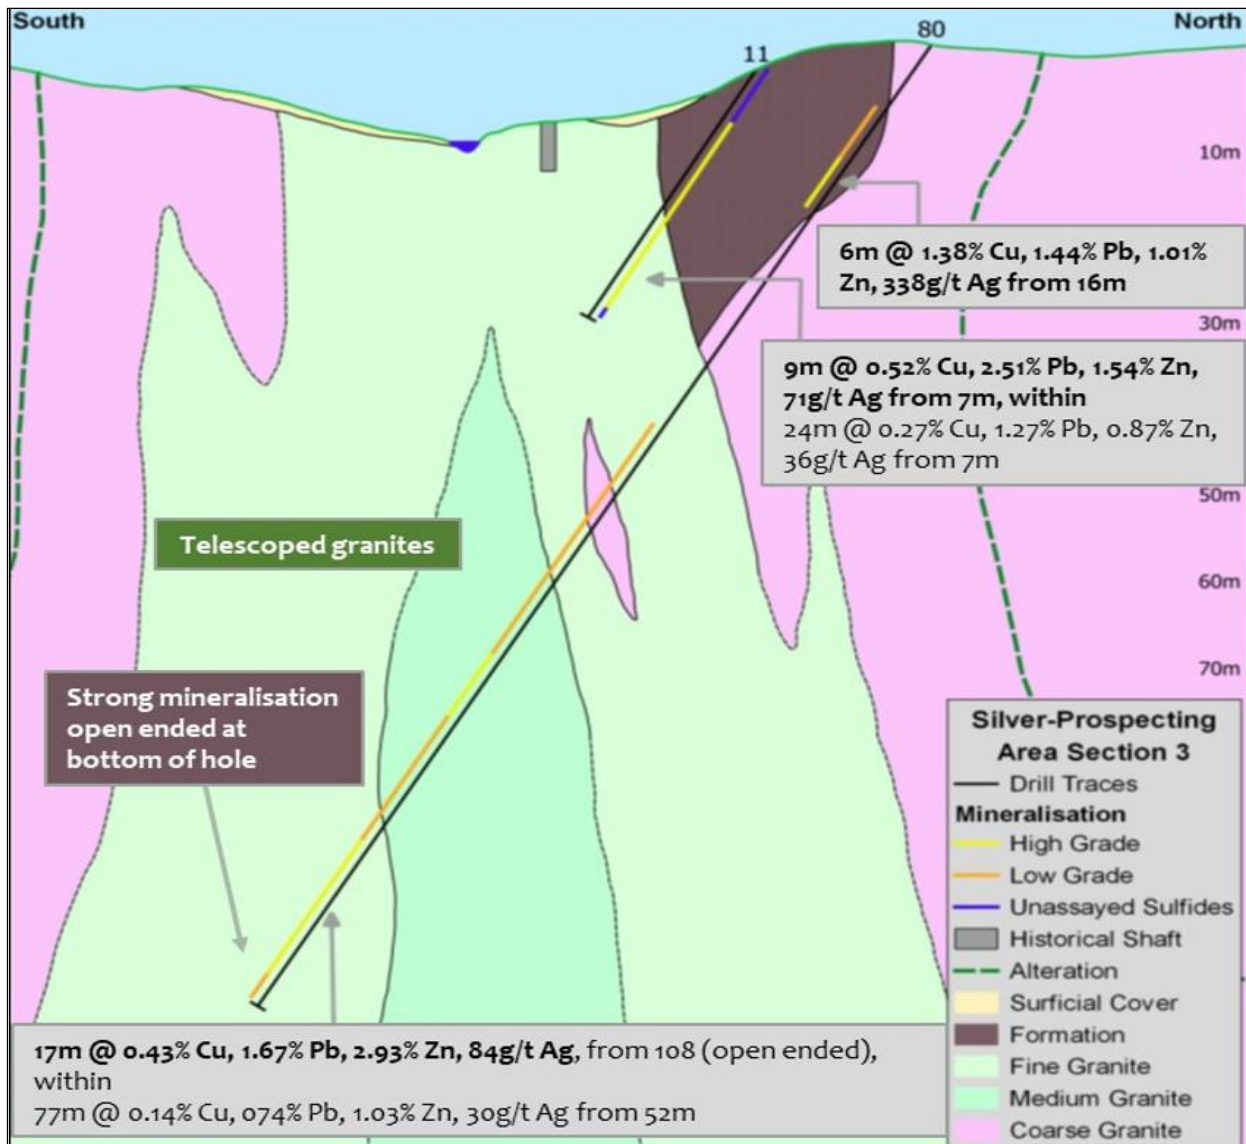 South
North
80
11
10m
6m @ 1.38% Cu, 1.44% Pb, 1.01%
Zn, 338g/t Ag from 16m
30m
9m @ 0.52% Cu, 2.51% Pb, 1.54% Zn,
71g/t Ag from 7m, within
24m @ 0.27% Cu, 1.27% Pb, 0.87% Zn,
36g/t Ag from 7m
50m
Telescoped granites
60m
70m
Strong mineralisation
open ended at
bottom of hole
Silver-Prospecting
Area Section 3
Drill Traces
Mineralisation
High Grade
Low Grade
Unassayed Sulfides
Historical Shaft
Alteration
Surficial Cover
Formation
Fine Granite
Medium Granite
Coarse Granite
17m @ 0.43% Cu, 1.67% Pb, 2.93% Zn, 84g/t Ag, from 108 (open ended),
within
77m @ 0.14% Cu, 074% Pb, 1.03% Zn, 30g/t Ag from 52m